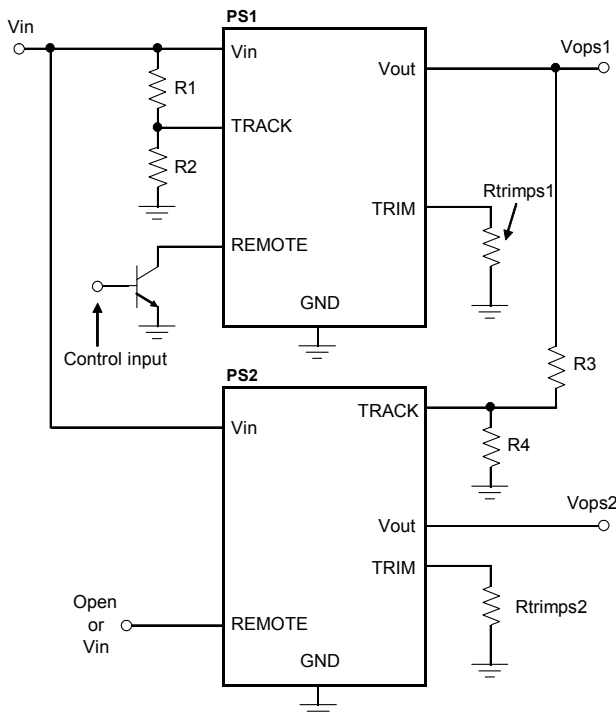 Vin
PS1
Vin
Vout
Vops1
R1
TRACK
R2
Rtrimps1
TRIM
REMOTE
GND
Control input
R3
PS2
TRACK
Vin
R4
Vops2
Vout
TRIM
Open
or
Vin
Rtrimps2
REMOTE
GND